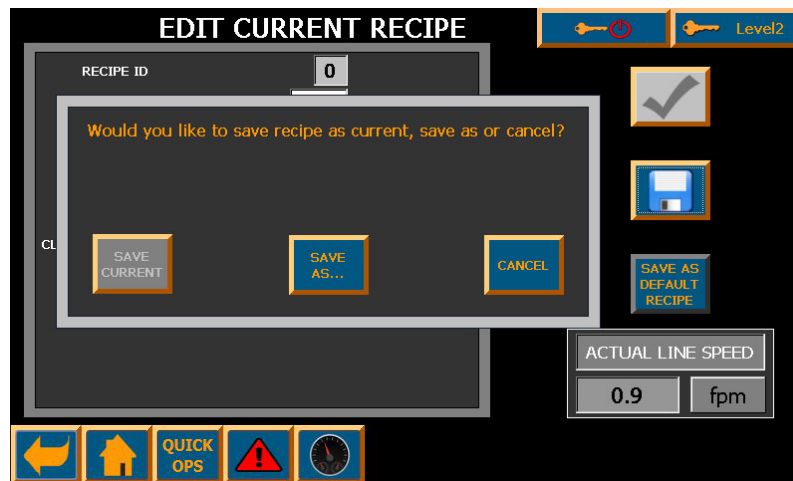 EDIT CURRENT RECIPE
Level2
RECIPE ID
0
Would you like to save recipe as current, save as or cancel?
CL
SAVE
CURRENT
SAVE
AS...
CANCEL
SAVE AS
DEFAULT
RECIPE
ACTUAL LINE SPEED
0.9
fpm
QUICK
OPS